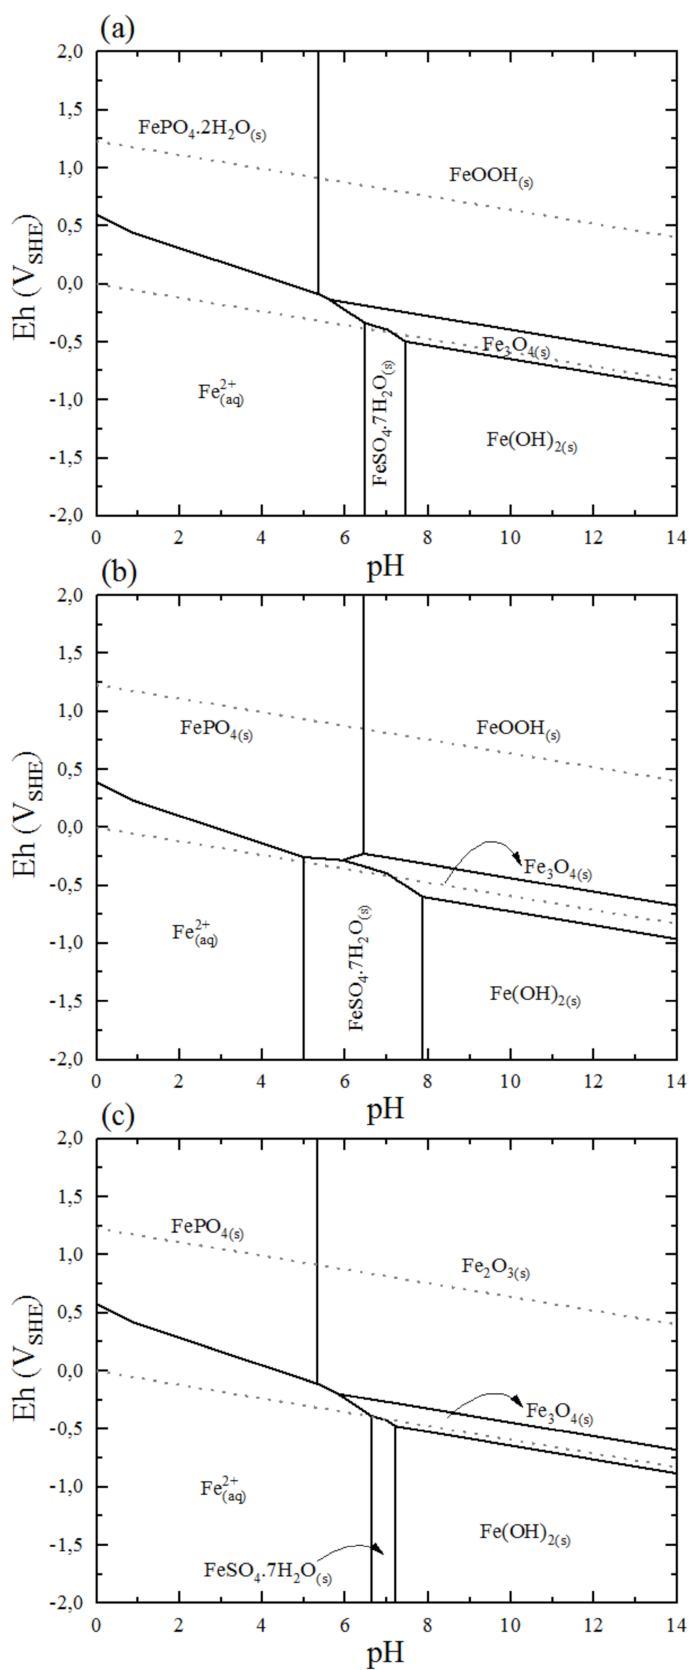 (a)
2,0
1,5
FePO₄.2H₂O₍ₛ₎
1,0
FeOOH₍ₛ₎
0,5
0,0
Eh (V_SHE)
-0,5
Fe₃O₄₍ₛ₎
-1,0
Fe²⁺₍aq₎
FeSO₄.7H₂O₍ₛ₎
Fe(OH)₂₍ₛ₎
-1,5
-2,0
0 2 4 6 8 10 12 14
pH
(b)
2,0
1,5
1,0
FePO₄₍ₛ₎
FeOOH₍ₛ₎
0,5
0,0
Eh (V_SHE)
Fe₃O₄₍ₛ₎
-0,5
-1,0
Fe²⁺₍aq₎
FeSO₄.7H₂O₍ₛ₎
Fe(OH)₂₍ₛ₎
-1,5
-2,0
0 2 4 6 8 10 12 14
pH
(c)
2,0
1,5
FePO₄₍ₛ₎
1,0
Fe₂O₃₍ₛ₎
0,5
0,0
Eh (V_SHE)
Fe₃O₄₍ₛ₎
-0,5
-1,0
Fe²⁺₍aq₎
Fe(OH)₂₍ₛ₎
-1,5
FeSO₄.7H₂O₍ₛ₎
-2,0
0 2 4 6 8 10 12 14
pH